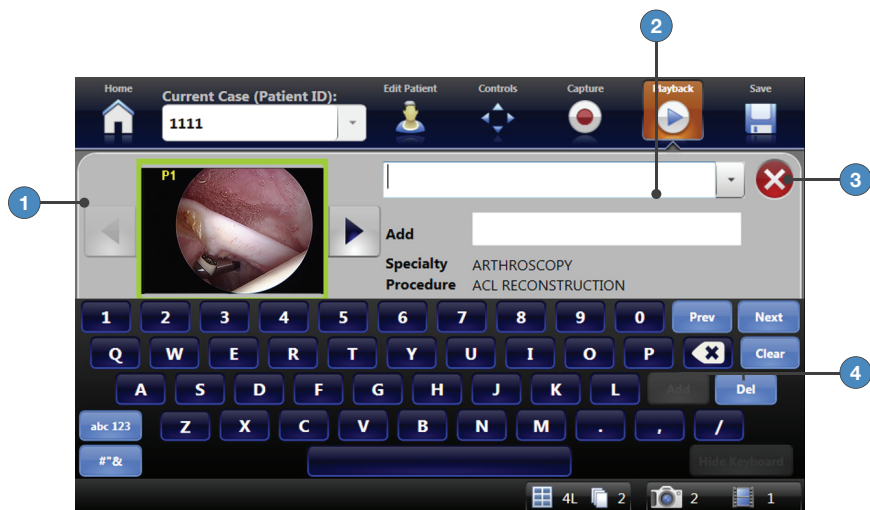 2
Home
Current Case (Patient ID):
Edit Patient
Controls
Capture
Playback
Save
1111
1
P1
3
Add
Specialty ARTHROSCOPY
Procedure ACL RECONSTRUCTION
1 2 3 4 5 6 7 8 9 0 Prev Next
Q W E R T Y U I O P X Clear
4
A S D F G H J K L Add Del
abc 123 Z X C V B N M . , /
#"& Hide Keyboard
4L 2 2 1